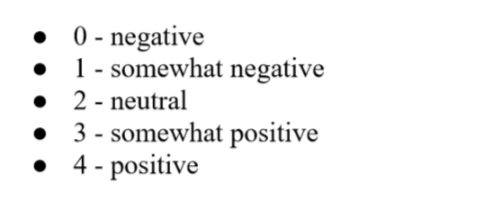 ● 0 - negative
● 1 - somewhat negative
● 2 - neutral
● 3 - somewhat positive
● 4 - positive